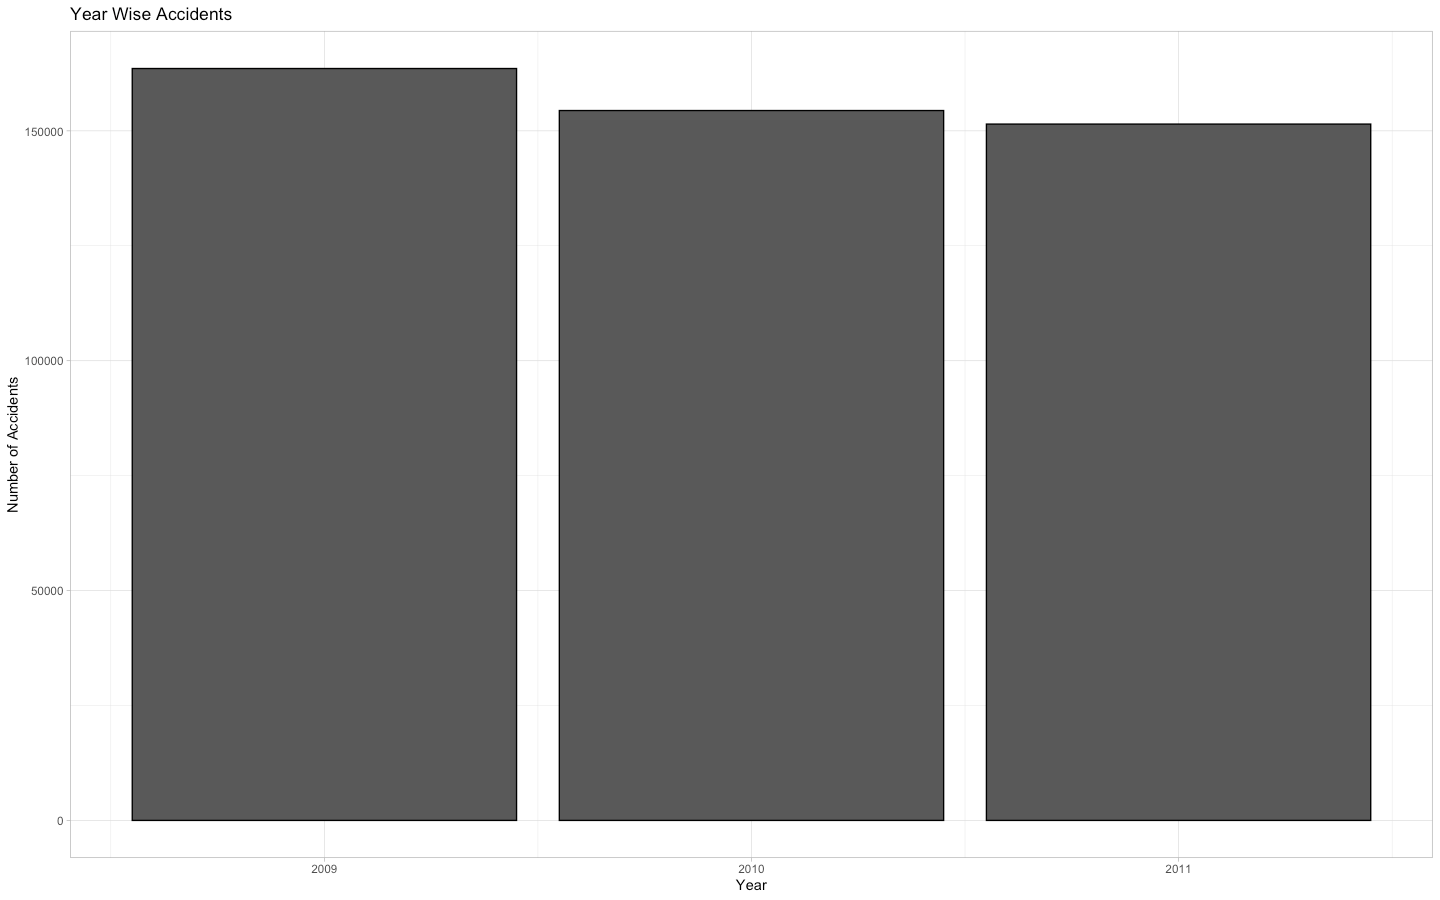 Year Wise Accidents
150000
100000
50000
0
Number of Accidents
2009
2010
2011
Year